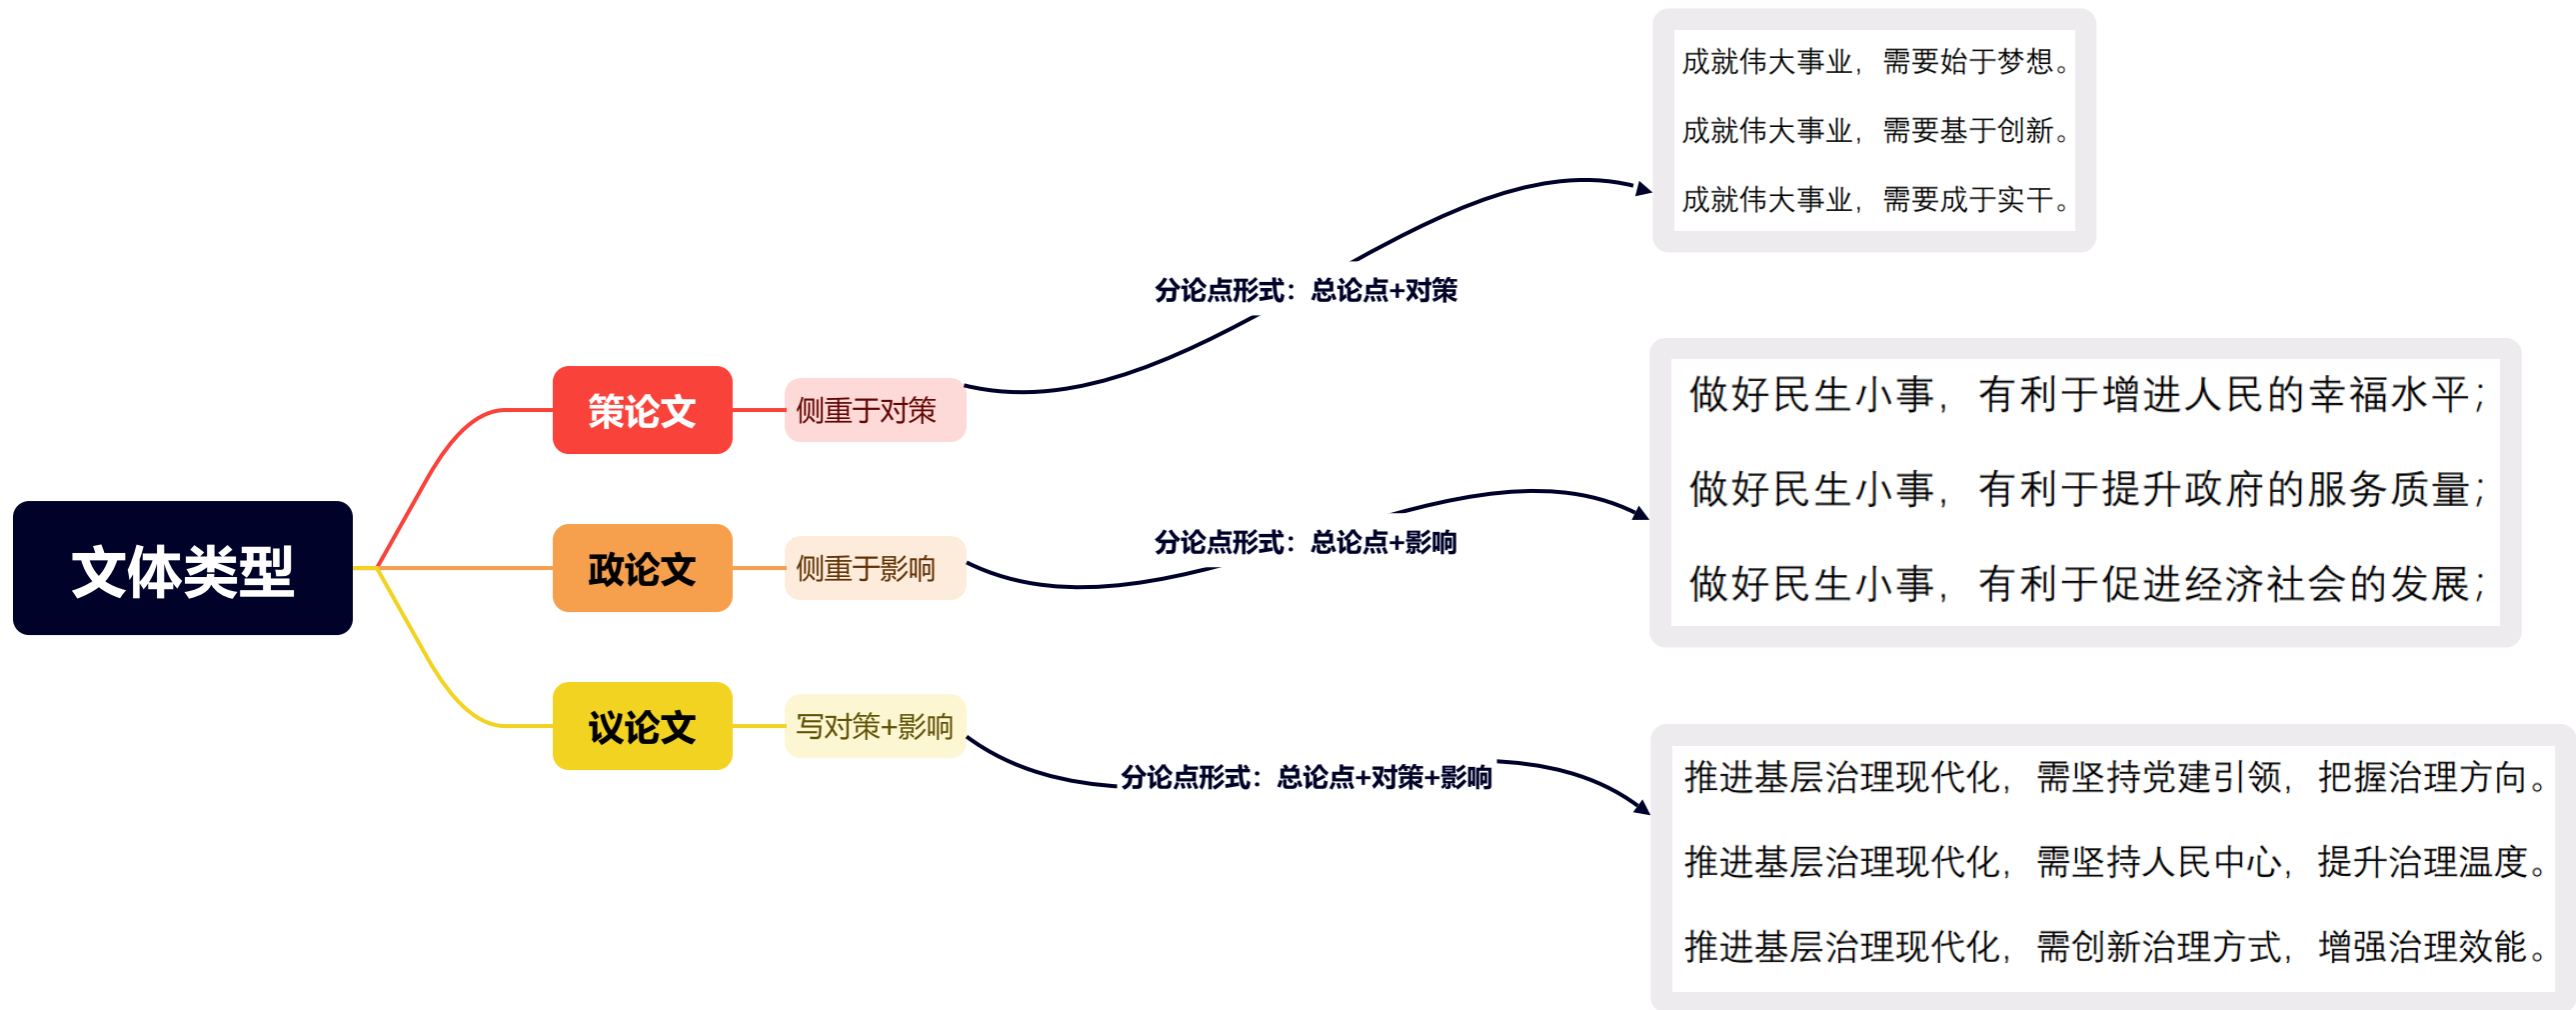 文体类型
策论文
侧重于对策
分论点形式：总论点+对策
成就伟大事业，需要始于梦想。
成就伟大事业，需要基于创新。
成就伟大事业，需要成于实干。
政论文
侧重于影响
分论点形式：总论点+影响
做好民生小事，有利于增进人民的幸福水平；
做好民生小事，有利于提升政府的服务质量；
做好民生小事，有利于促进经济社会的发展；
议论文
写对策+影响
分论点形式：总论点+对策+影响
推进基层治理现代化，需坚持党建引领，把握治理方向。
推进基层治理现代化，需坚持人民中心，提升治理温度。
推进基层治理现代化，需创新治理方式，增强治理效能。